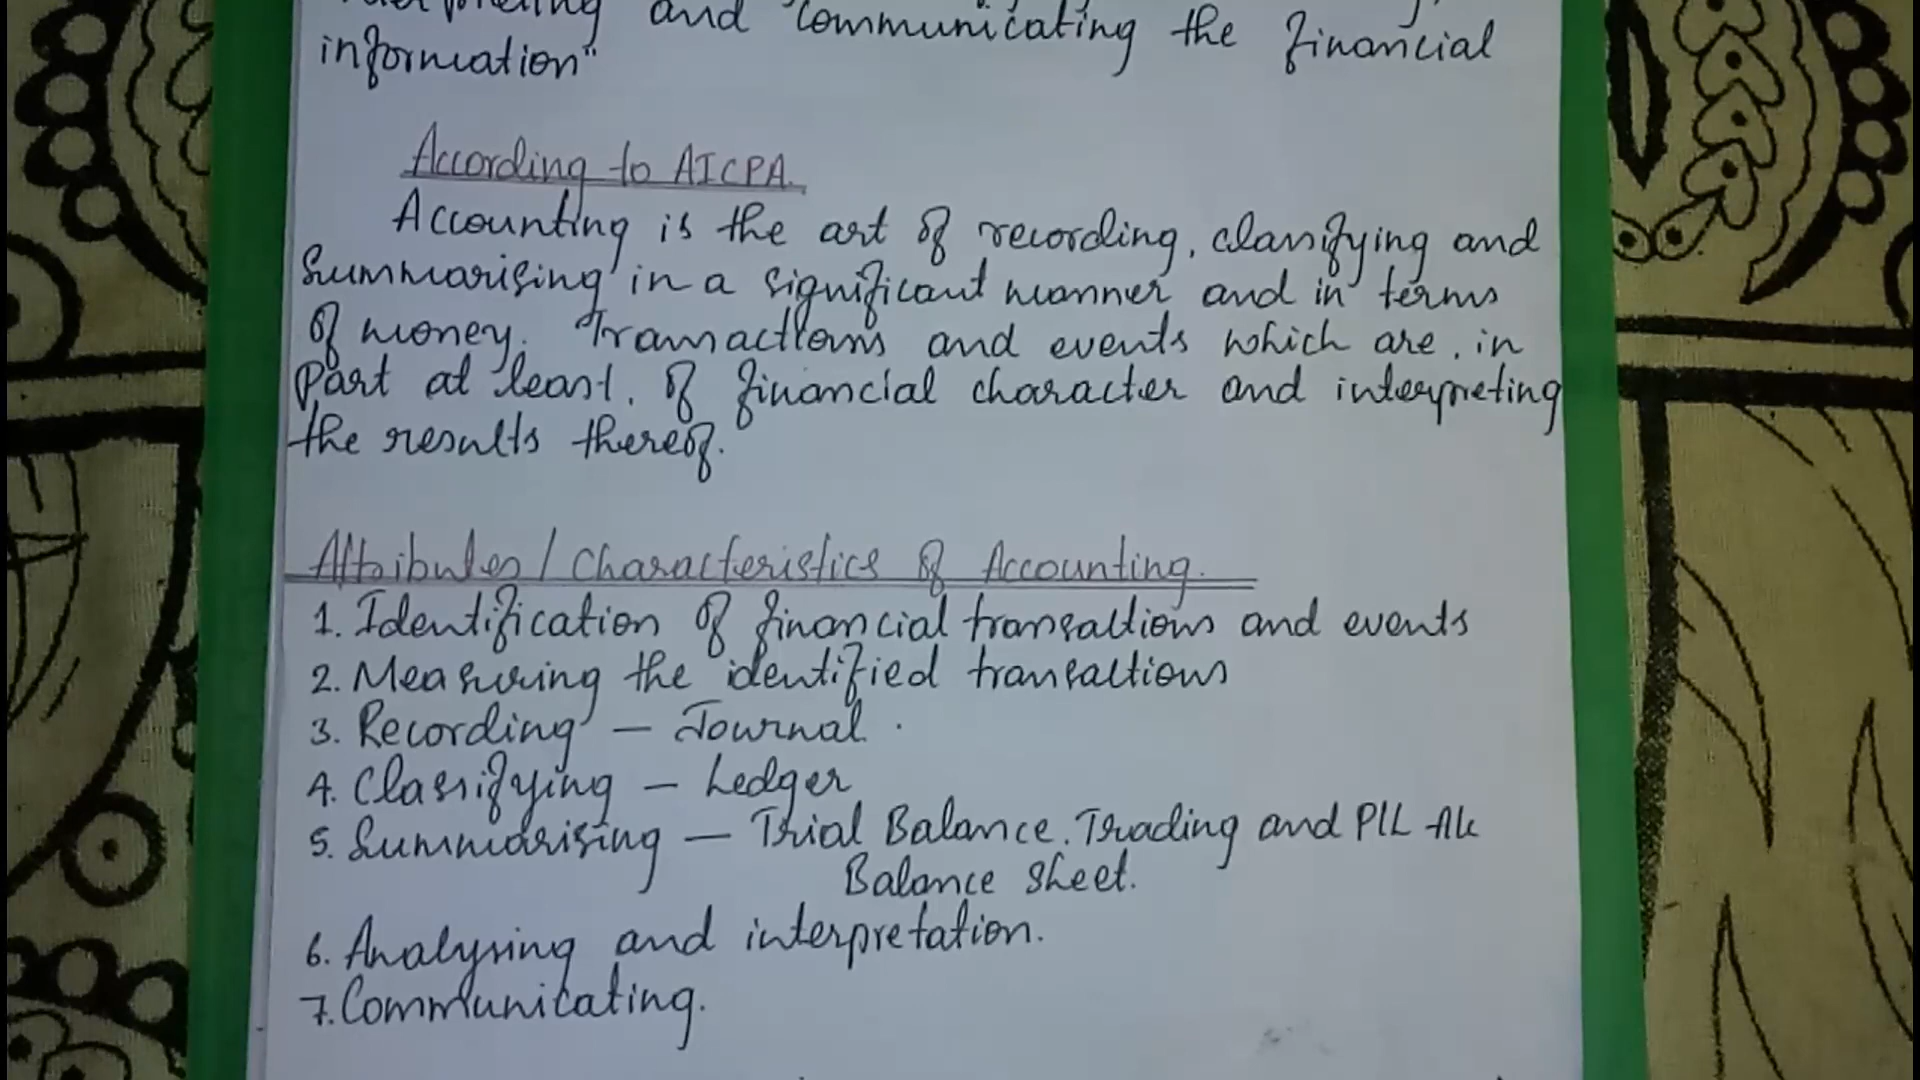 and communicating the financial
information"
According to AICPA.
Accounting is the art of recording, classifying and
Summarising in a significant manner and in terms
of money. Transactions and events which are, in
Part at least, of financial character and interpreting
the results thereof.
Attributes/Characteristics of Accounting.
1. Identification of financial transactions and events
2. Measuring the identified transactions
3. Recording — Journal.
4. Classifying — Ledger
5. Summarising — Trial Balance, Trading and P/L A/c
Balance Sheet.
6. Analysing and interpretation.
7. Communicating.